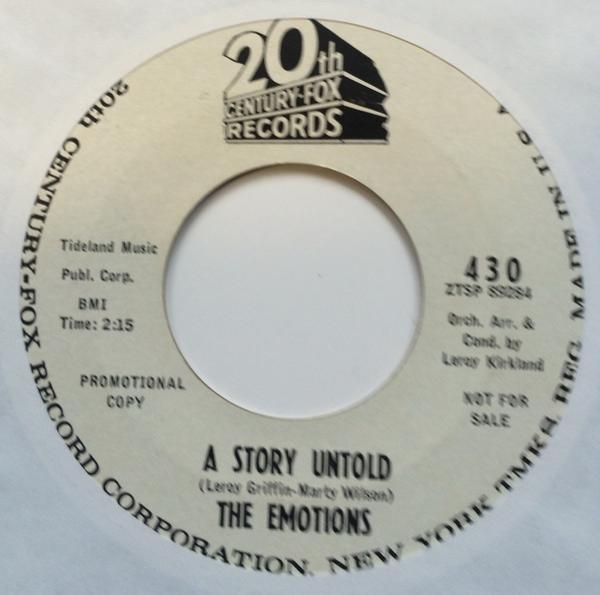 20th
CENTURY-FOX
RECORDS
Tideland Music
Publ. Corp.
BMI
Time: 2:15
PROMOTIONAL
COPY
430
ZTSP 89284
Orch. Arr. &
Cond. by
Leroy Kirkland
NOT FOR
SALE
A STORY UNTOLD
(Leroy Griffin-Marty Wilson)
THE EMOTIONS
20th CENTURY-FOX RECORD CORPORATION, NEW YORK TMKS. REG. MADE IN U.S.A.